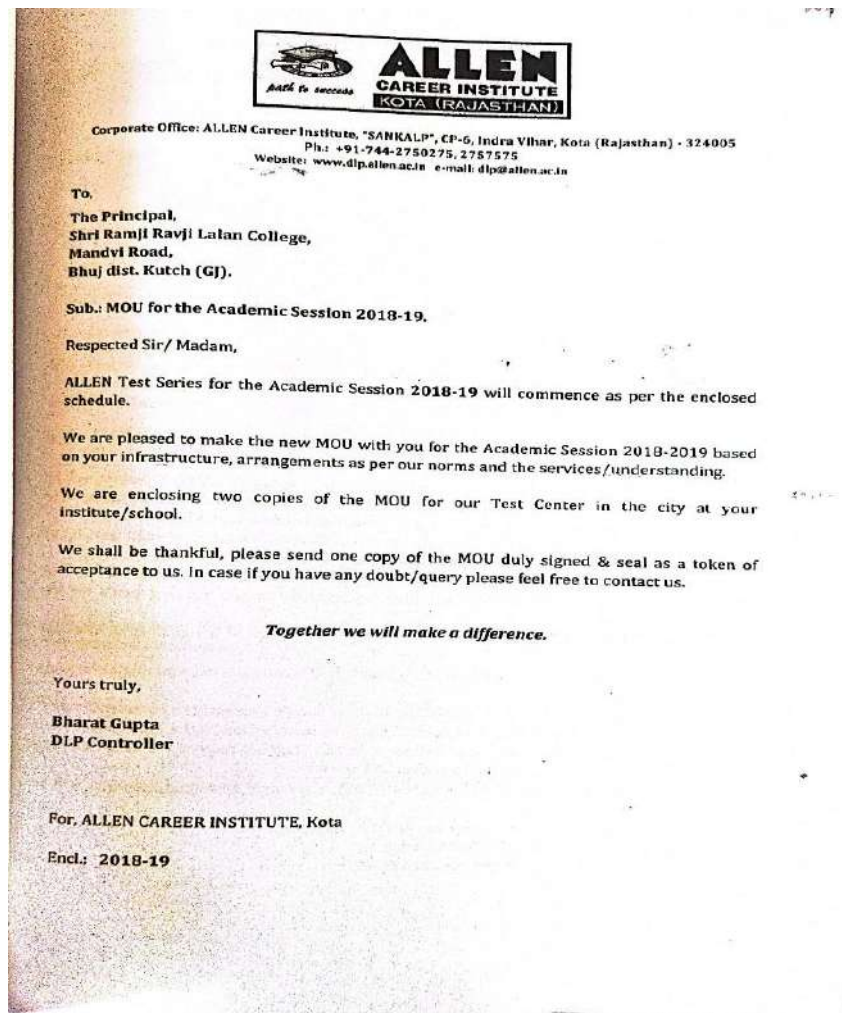 path to success
ALLEN
CAREER INSTITUTE
KOTA (RAJASTHAN)
Corporate Office: ALLEN Career Institute, "SANKALP", CP-6, Indra Vihar, Kota (Rajasthan) - 324005
Ph.: +91-744-2750275, 2757575
Website: www.dlp.allen.ac.in e-mail: dlp@allen.ac.in
To,
The Principal,
Shri Ramji Ravji Lalan College,
Mandvi Road,
Bhuj dist. Kutch (GJ).
Sub.: MOU for the Academic Session 2018-19.
Respected Sir/ Madam,
ALLEN Test Series for the Academic Session 2018-19 will commence as per the enclosed
schedule.
We are pleased to make the new MOU with you for the Academic Session 2018-2019 based
on your infrastructure, arrangements as per our norms and the services/understanding.
We are enclosing two copies of the MOU for our Test Center in the city at your
institute/school.
We shall be thankful, please send one copy of the MOU duly signed & seal as a token of
acceptance to us. In case if you have any doubt/query please feel free to contact us.
Together we will make a difference.
Yours truly,
Bharat Gupta
DLP Controller
For, ALLEN CAREER INSTITUTE, Kota
Encl.: 2018-19